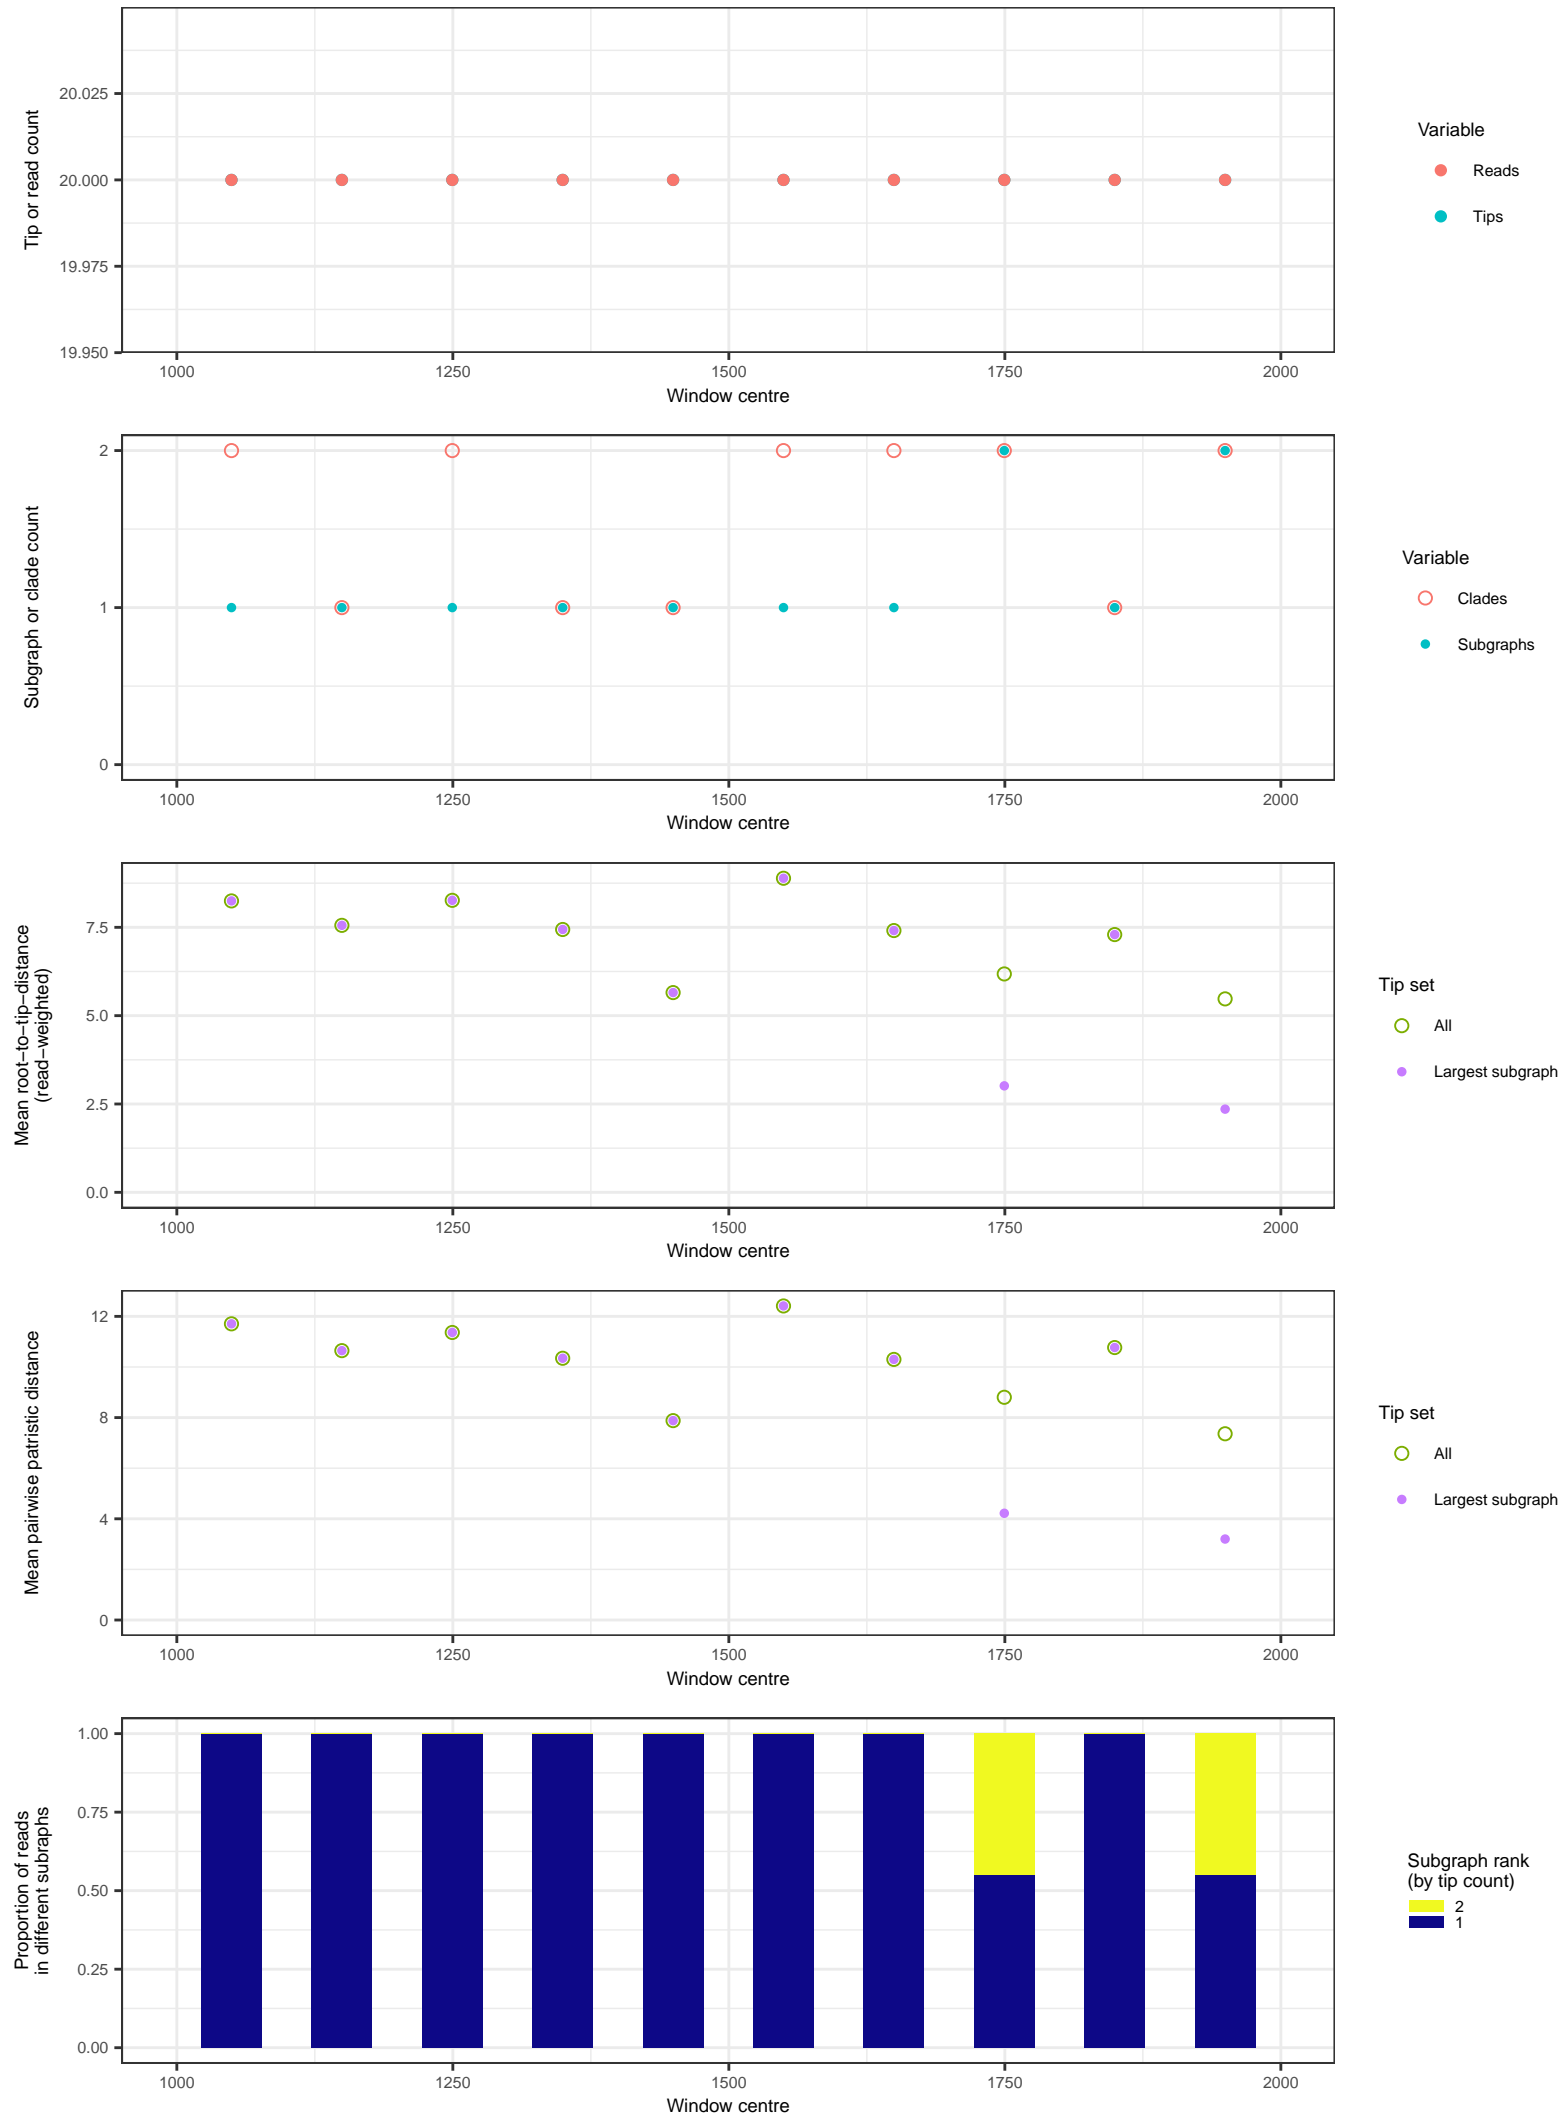 20.025
20.000
19.975
19.950
Tip or read count
1000 1250 1500 1750 2000
Window centre
Variable
Reads
Tips
2
1
0
Subgraph or clade count
1000 1250 1500 1750 2000
Window centre
Variable
Clades
Subgraphs
7.5
5.0
2.5
0.0
Mean root−to−tip−distance
(read−weighted)
1000 1250 1500 1750 2000
Window centre
Tip set
All
Largest subgraph
12
8
4
0
Mean pairwise patristic distance
1000 1250 1500 1750 2000
Window centre
Tip set
All
Largest subgraph
1.00
0.75
0.50
0.25
0.00
Proportion of reads
in different subraphs
1000 1250 1500 1750 2000
Window centre
Subgraph rank
(by tip count)
2
1